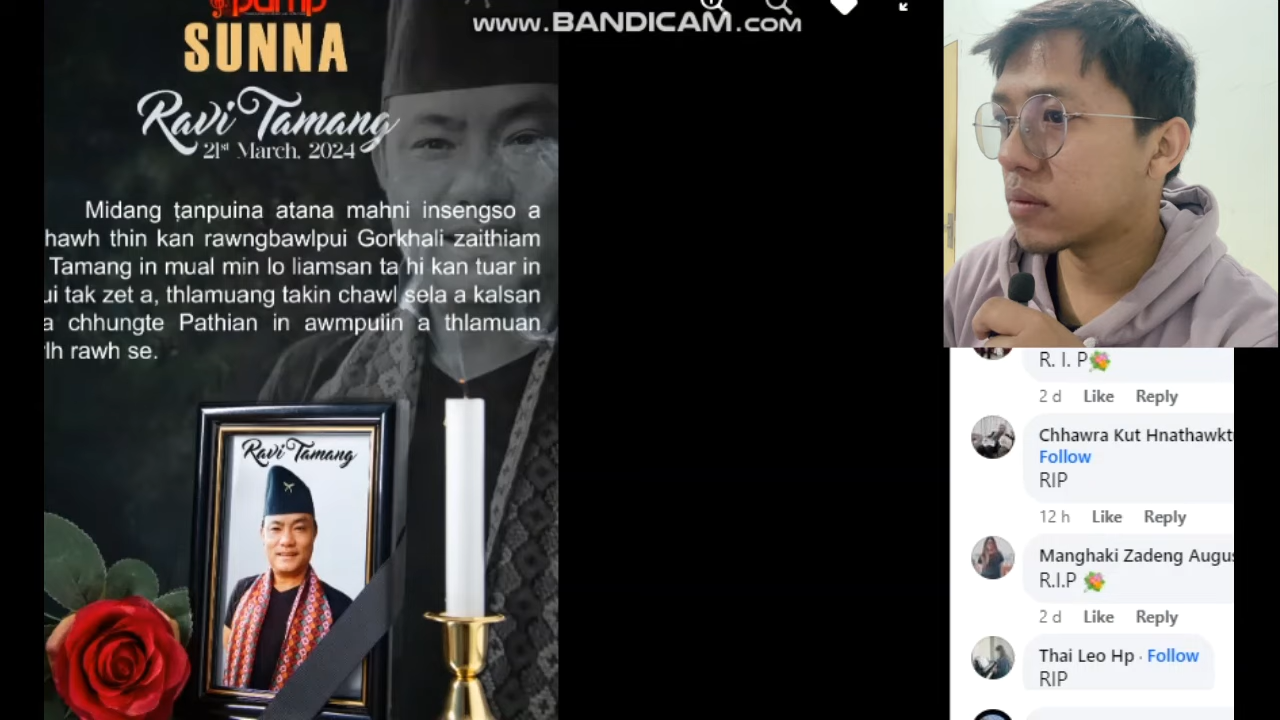 pump
SUNNA
Ravi Tamang
21st March, 2024
Midang ṭanpuina atana mahni insengso a
hawh thin kan rawngbawlpui Gorkhali zaithiam
Tamang in mual min lo liamsan ta hi kan tuar in
ui tak zet a, thlamuang takin chawl sela a kalsan
a chhungte Pathian in awmpuiin a thlamuan
lh rawh se.
Ravi Tamang
www.BANDICAM.com
R. I. P💐
2 d Like Reply
Chhawra Kut Hnathawktu
Follow
RIP
12 h Like Reply
Manghaki Zadeng Augus
R.I.P 💐
2 d Like Reply
Thai Leo Hp · Follow
RIP